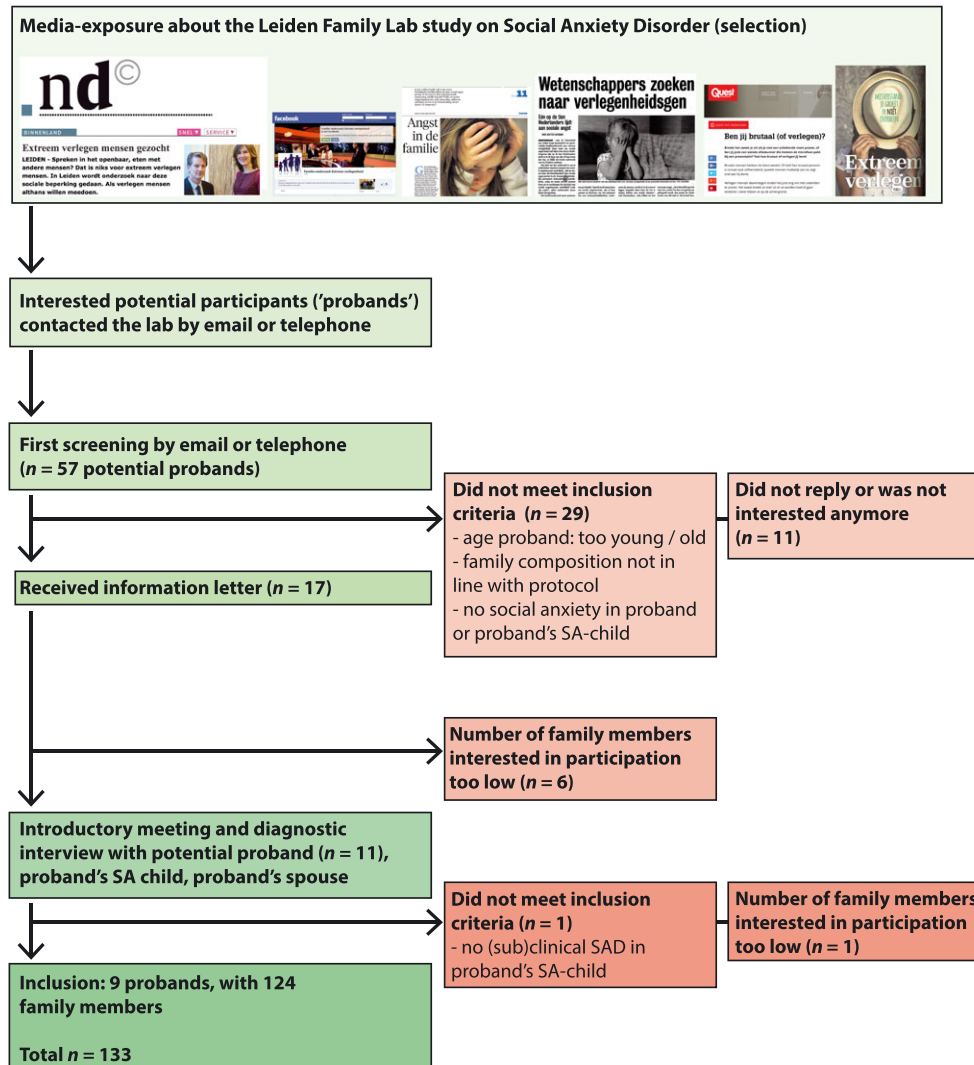 Media-exposure about the Leiden Family Lab study on Social Anxiety Disorder (selection)
nd©
BINNENLAND
SNEL ▼
SERVICE ▼
Extreem verlegen mensen gezocht
LEIDEN - Spreken in het openbaar, eten met
andere mensen? Dat is niks voor extreem verlegen
mensen. In Leiden wordt onderzoek naar deze
sociale beperking gedaan. Als verlegen mensen
althans willen meedoen.
facebook
11
Angst
in de
familie
Wetenschappers zoeken
naar verlegenheidsgen
Quest
Ben jij brutaal (of verlegen)?
Extreem
verlegen
Interested potential participants ('probands')
contacted the lab by email or telephone
First screening by email or telephone
(n = 57 potential probands)
Did not meet inclusion
criteria (n = 29)
- age proband: too young / old
- family composition not in
line with protocol
- no social anxiety in proband
or proband's SA-child
Did not reply or was not
interested anymore
(n = 11)
Received information letter (n = 17)
Number of family members
interested in participation
too low (n = 6)
Introductory meeting and diagnostic
interview with potential proband (n = 11),
proband's SA child, proband's spouse
Did not meet inclusion
criteria (n = 1)
- no (sub)clinical SAD in
proband's SA-child
Number of family members
interested in participation
too low (n = 1)
Inclusion: 9 probands, with 124
family members
Total n = 133